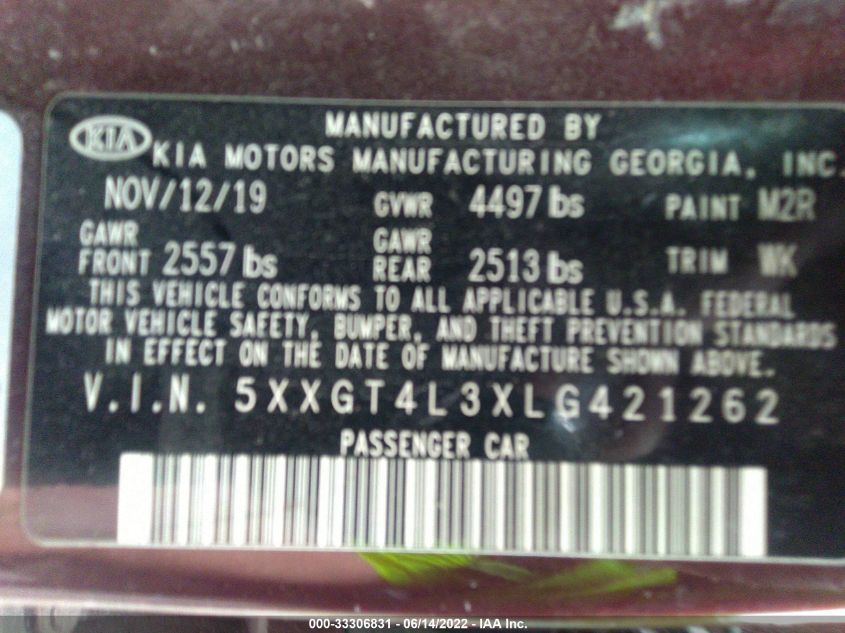 KIA
MANUFACTURED BY
KIA MOTORS MANUFACTURING GEORGIA, INC.
NOV/12/19 GVWR 4497 lbs PAINT M2R
GAWR FRONT 2557 lbs GAWR REAR 2513 lbs TRIM WK
THIS VEHICLE CONFORMS TO ALL APPLICABLE U.S.A. FEDERAL
MOTOR VEHICLE SAFETY, BUMPER, AND THEFT PREVENTION STANDARDS
IN EFFECT ON THE DATE OF MANUFACTURE SHOWN ABOVE.
V.I.N. 5XXGT4L3XLG421262
PASSENGER CAR
000-33306831 - 06/14/2022 - IAA Inc.